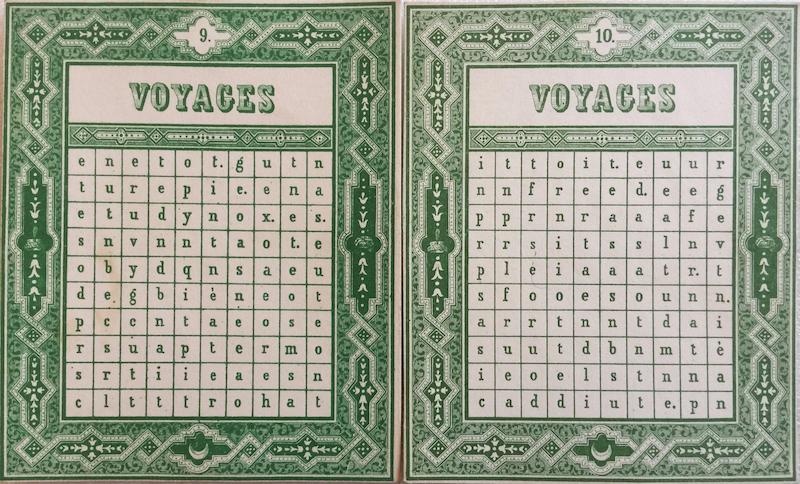 9.
VOYAGES
e n e t o t. g u t n
t u r e p i e. e n a
e t u d y n o x. e s.
s n v n n t a o t. e
o b y d q n s a e u
d e g b i è n e o t
p c c n t a e o s e
r s u a p t e r m o
s r t i i e a e s n
c l t t t r o h a t
10.
VOYAGES
i t t o i t. e u u r
n n f r e e d. e e g
p p r n r a a a f e
r r s i t s s l n v
p l e i a a a t r. t
s f o o e s o u n n.
a r r t n n t d a i
s u u t d b n m t è
i e o e l s t n n a
c a d d i u t e. p n